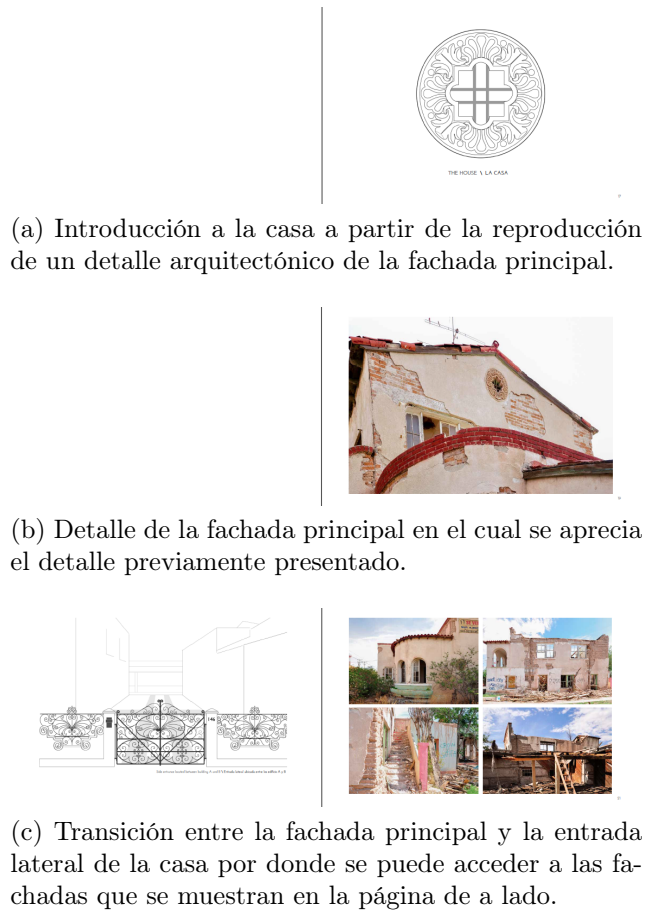 THE HOUSE \ LA CASA
(a) Introducción a la casa a partir de la reproducción
de un detalle arquitectónico de la fachada principal.
(b) Detalle de la fachada principal en el cual se aprecia
el detalle previamente presentado.
146
(c) Transición entre la fachada principal y la entrada
lateral de la casa por donde se puede acceder a las fa-
chadas que se muestran en la página de a lado.